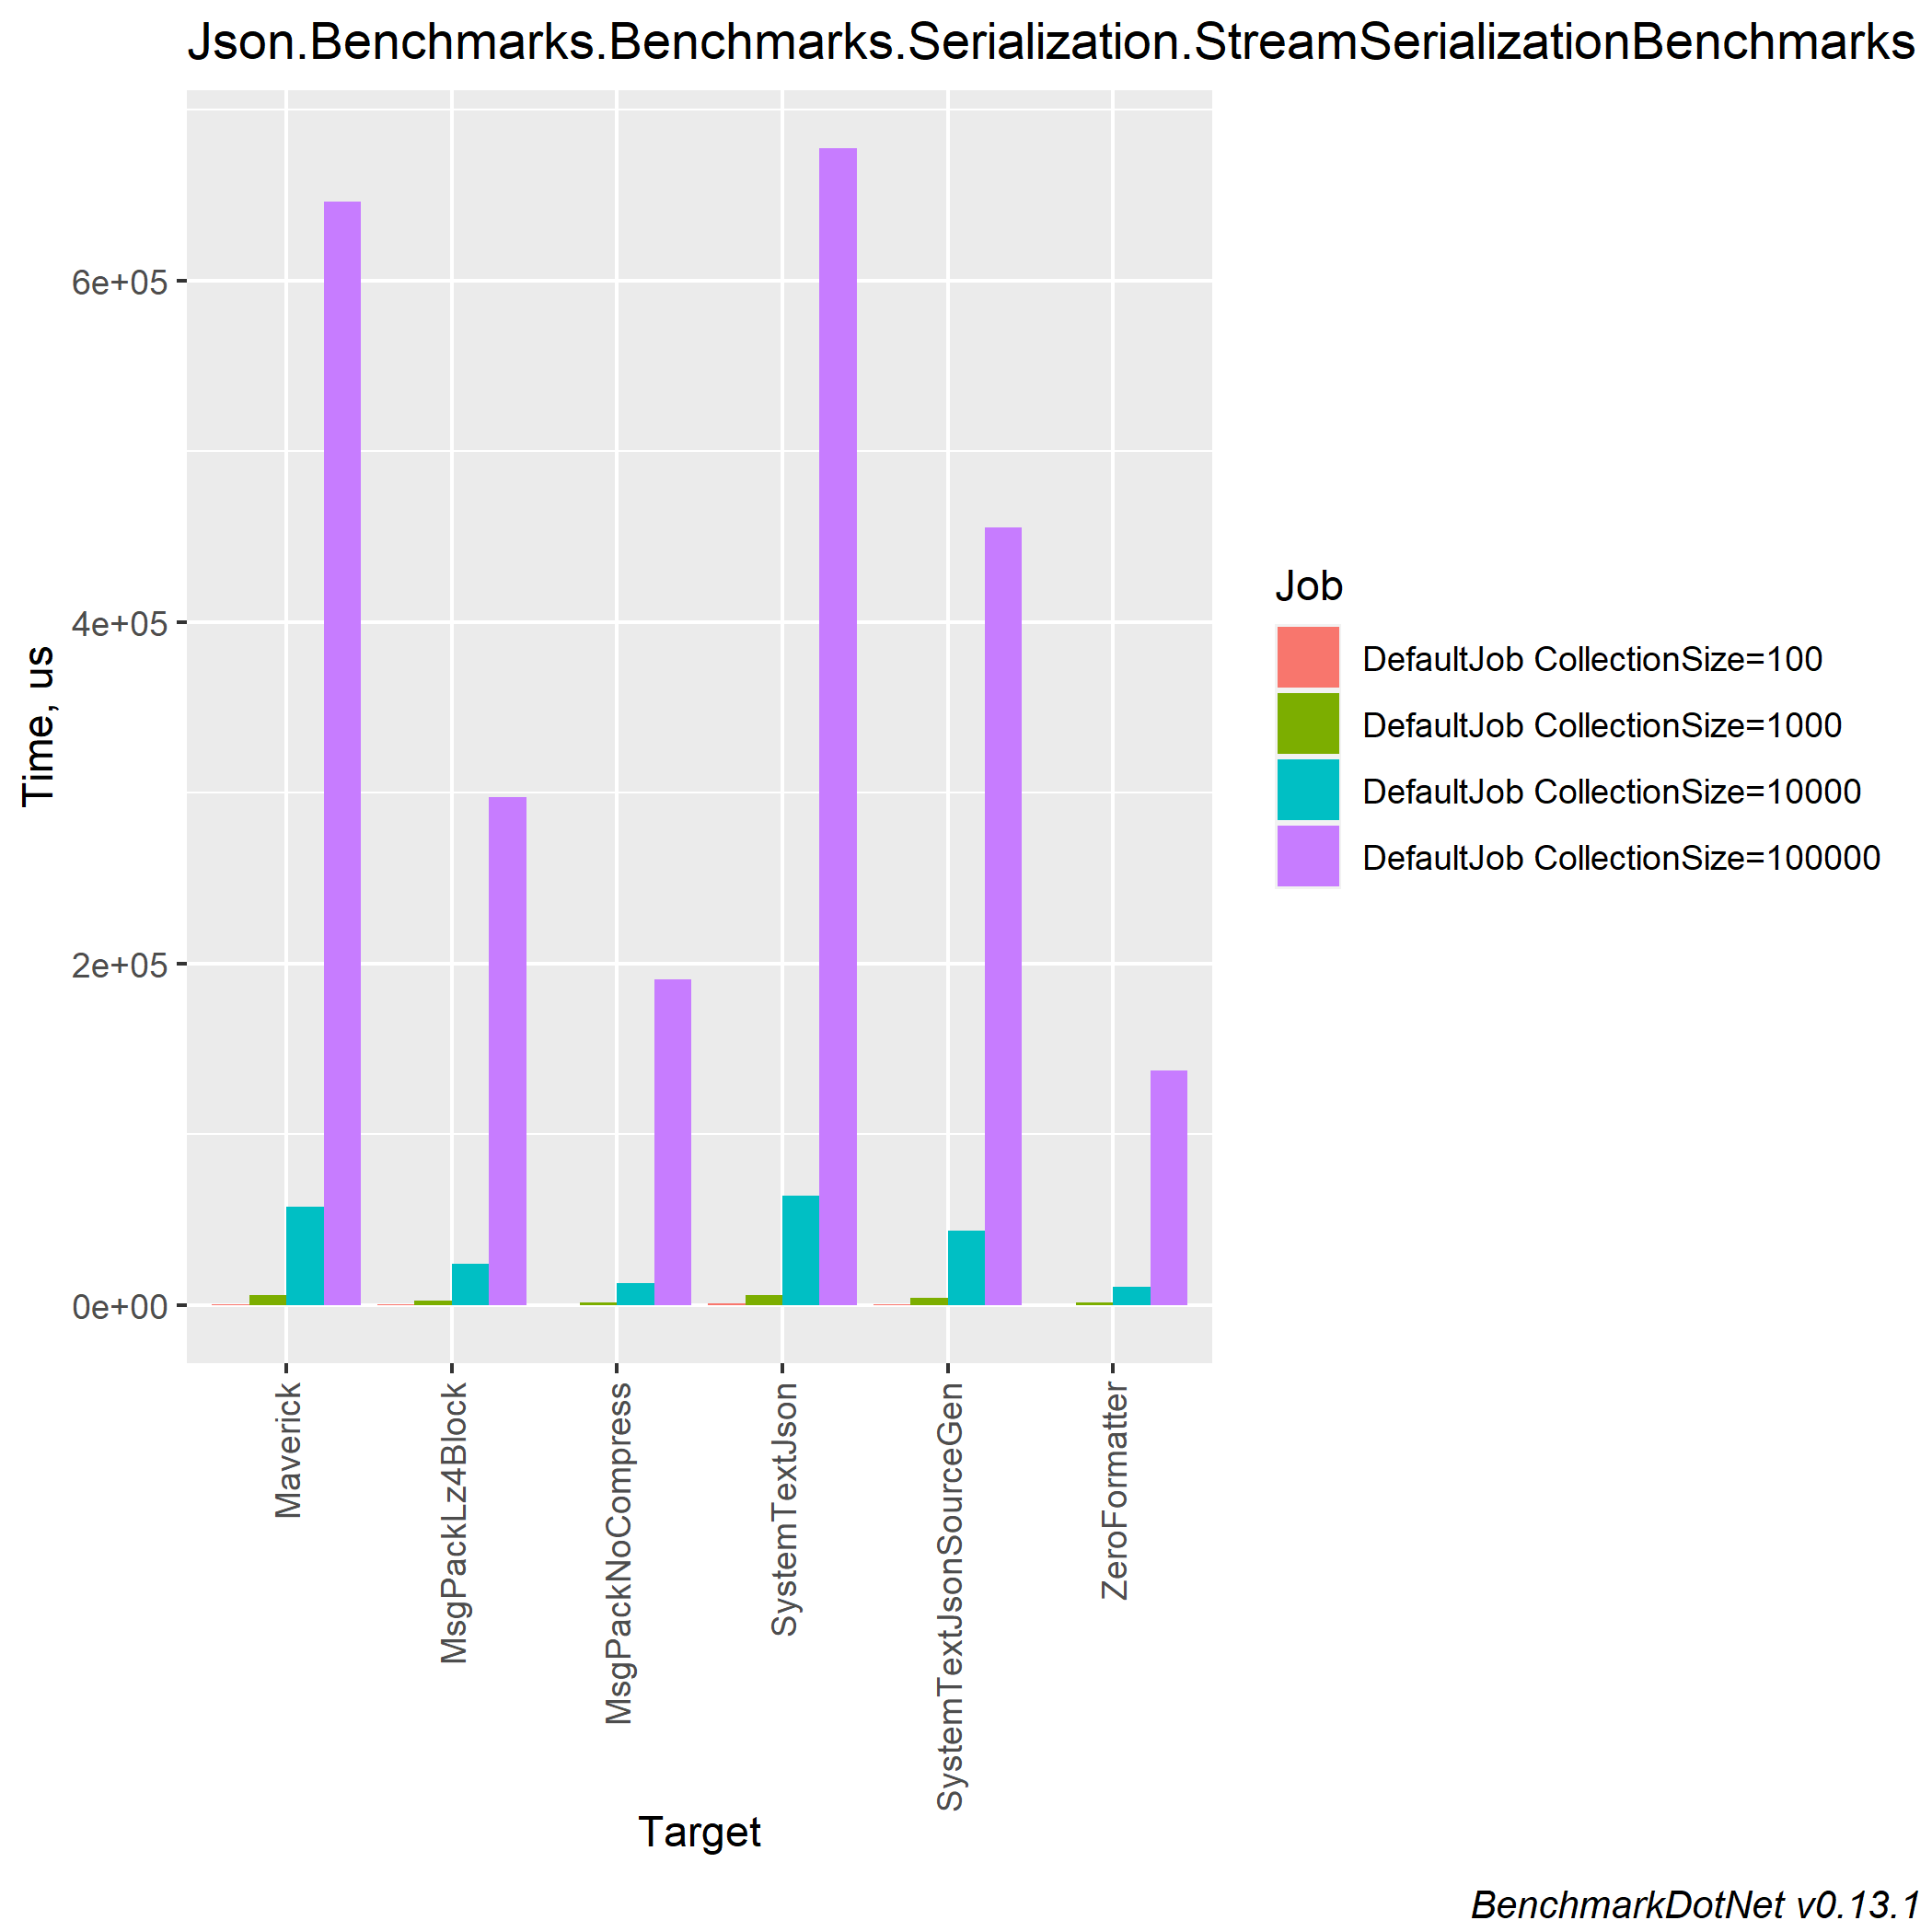 Json.Benchmarks.Benchmarks.Serialization.StreamSerializationBenchmarks
6e+05
4e+05
2e+05
0e+00
Time, us
Maverick
MsgPackLz4Block
MsgPackNoCompress
SystemTextJson
SystemTextJsonSourceGen
ZeroFormatter
Target
Job
DefaultJob CollectionSize=100
DefaultJob CollectionSize=1000
DefaultJob CollectionSize=10000
DefaultJob CollectionSize=100000
BenchmarkDotNet v0.13.1